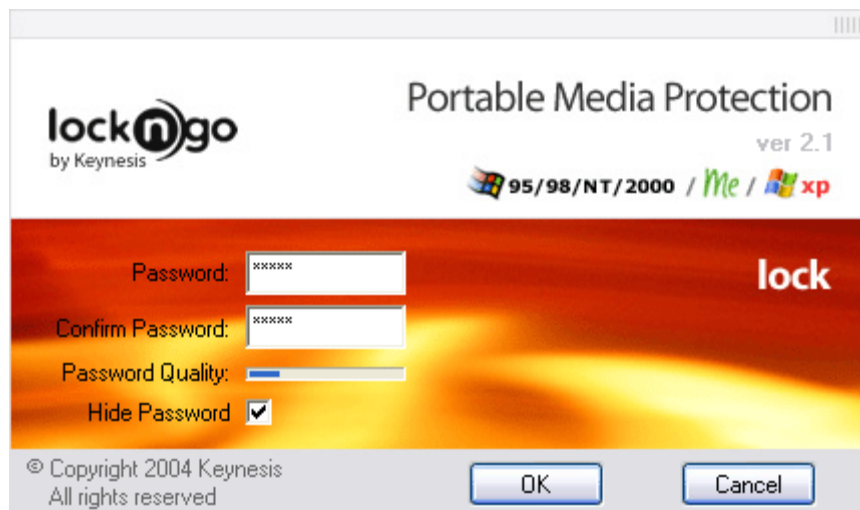 lockngo
by Keynesis
Portable Media Protection
ver 2.1
95/98/NT/2000 / Me / xp
Password: *****
lock
Confirm Password: *****
Password Quality:
Hide Password
© Copyright 2004 Keynesis
All rights reserved
OK
Cancel